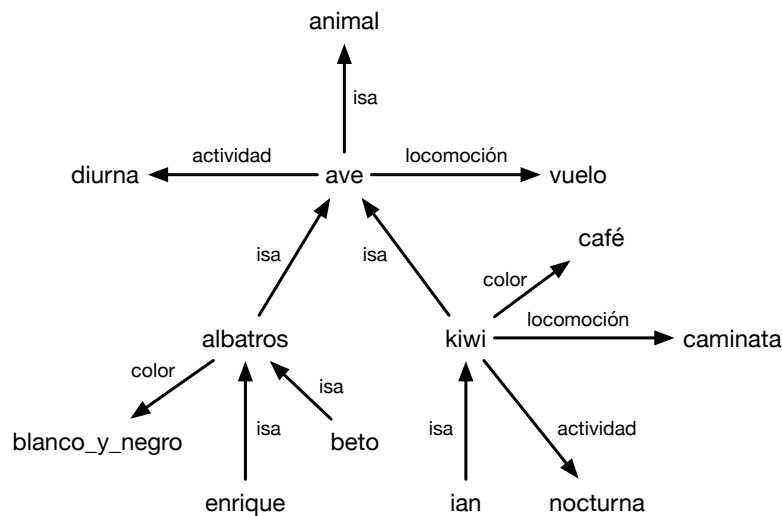 animal
isa
actividad
locomoción
diurna
ave
vuelo
café
isa
isa
color
locomoción
albatros
kiwi
caminata
color
isa
blanco_y_negro
isa
beto
isa
actividad
enrique
ian
nocturna